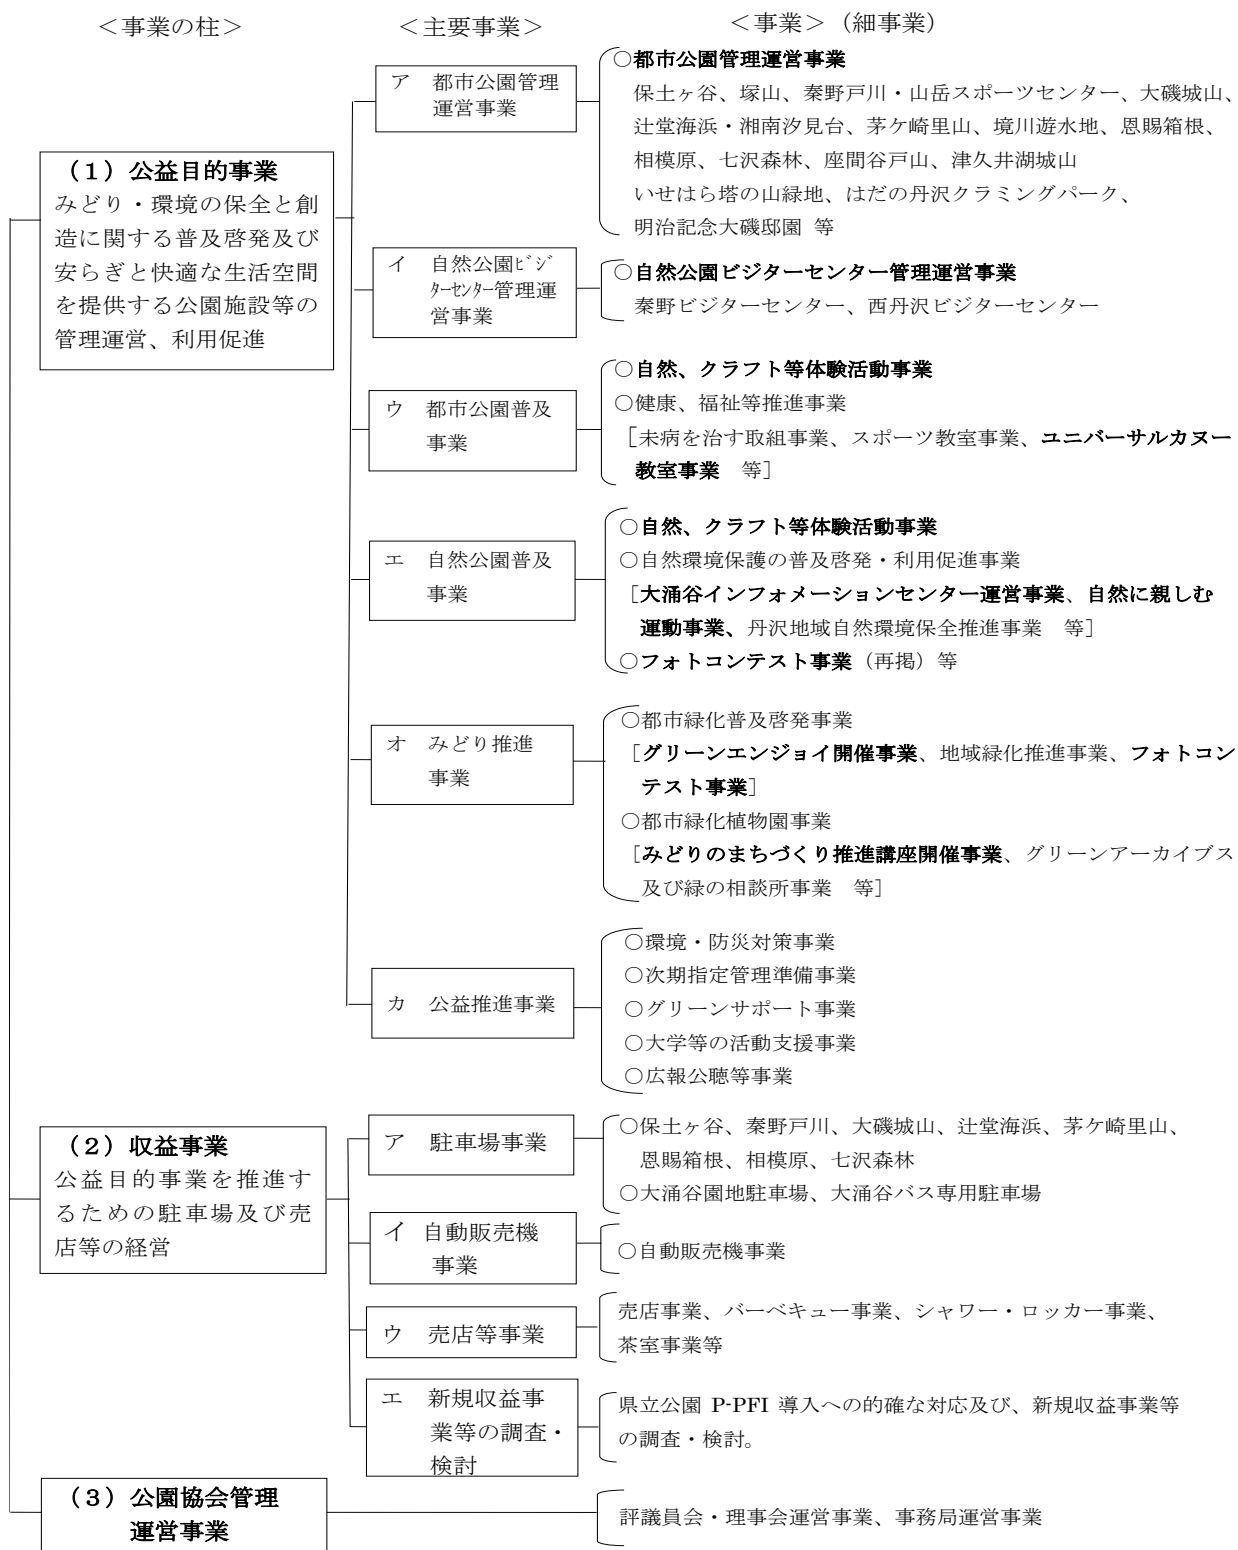 ＜事業の柱＞
＜主要事業＞
＜事業＞（細事業）
（１）公益目的事業
みどり・環境の保全と創
造に関する普及啓発及び
安らぎと快適な生活空間
を提供する公園施設等の
管理運営、利用促進
ア 都市公園管理
運営事業
○都市公園管理運営事業
保土ヶ谷、塚山、秦野戸川・山岳スポーツセンター、大磯城山、
辻堂海浜・湘南汐見台、茅ケ崎里山、境川遊水地、恩賜箱根、
相模原、七沢森林、座間谷戸山、津久井湖城山
いせはら塔の山緑地、はだの丹沢クラミングパーク、
明治記念大磯邸園 等
イ 自然公園ﾋﾞｼﾞ
ﾀｰｾﾝﾀｰ管理運
営事業
○自然公園ビジターセンター管理運営事業
秦野ビジターセンター、西丹沢ビジターセンター
ウ 都市公園普及
事業
○自然、クラフト等体験活動事業
○健康、福祉等推進事業
［未病を治す取組事業、スポーツ教室事業、ユニバーサルカヌー
教室事業 等］
エ 自然公園普及
事業
○自然、クラフト等体験活動事業
○自然環境保護の普及啓発・利用促進事業
［大涌谷インフォメーションセンター運営事業、自然に親しむ
運動事業、丹沢地域自然環境保全推進事業 等］
○フォトコンテスト事業（再掲）等
オ みどり推進
事業
○都市緑化普及啓発事業
［グリーンエンジョイ開催事業、地域緑化推進事業、フォトコン
テスト事業］
○都市緑化植物園事業
［みどりのまちづくり推進講座開催事業、グリーンアーカイブス
及び緑の相談所事業 等］
カ 公益推進事業
○環境・防災対策事業
○次期指定管理準備事業
○グリーンサポート事業
○大学等の活動支援事業
○広報公聴等事業
（２）収益事業
公益目的事業を推進す
るための駐車場及び売
店等の経営
ア 駐車場事業
○保土ヶ谷、秦野戸川、大磯城山、辻堂海浜、茅ケ崎里山、
恩賜箱根、相模原、七沢森林
○大涌谷園地駐車場、大涌谷バス専用駐車場
イ 自動販売機
事業
○自動販売機事業
ウ 売店等事業
売店事業、バーベキュー事業、シャワー・ロッカー事業、
茶室事業等
エ 新規収益事
業等の調査・
検討
県立公園 P-PFI 導入への的確な対応及び、新規収益事業等
の調査・検討。
（３）公園協会管理
運営事業
評議員会・理事会運営事業、事務局運営事業